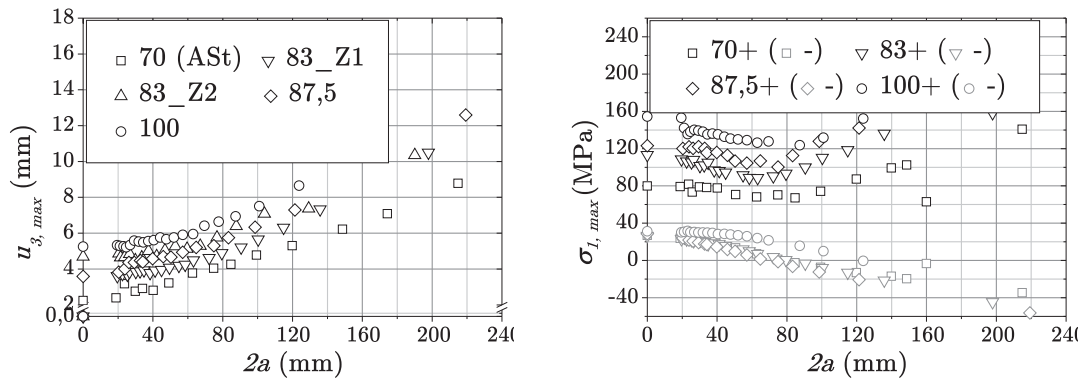 18
16
14
12
10
8
6
4
2
0,0
u3, max (mm)
70 (ASt) 83_Z1
83_Z2 87,5
100
0 40 80 120 160 200 24
2a (mm)
240
200
160
120
80
40
0
-40
σ1, max (MPa)
70+ ( -) 83+ ( -)
87,5+ ( -) 100+ ( -)
0 40 80 120 160 200 240
2a (mm)